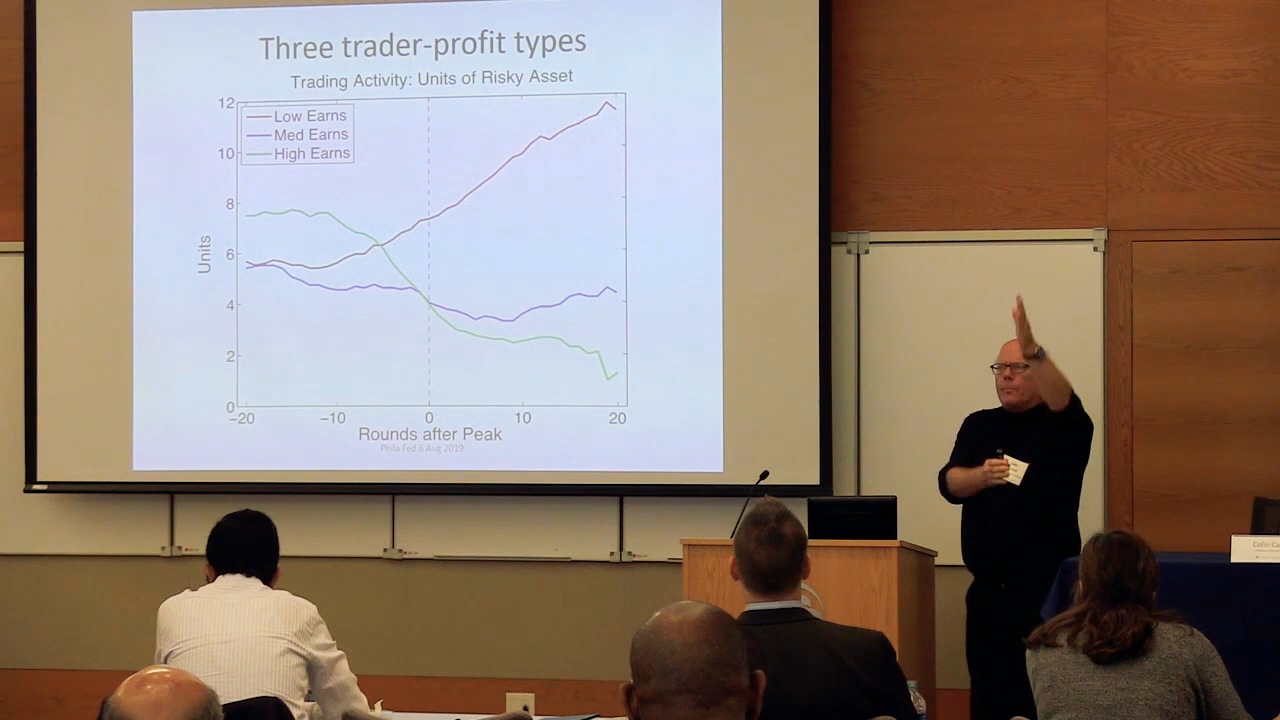 Three trader-profit types
Trading Activity: Units of Risky Asset
Low Earns
Med Earns
High Earns
Units
12
10
8
6
4
2
0
−20
−10
0
10
20
Rounds after Peak
Phila Fed 6 Aug 2019
Colin